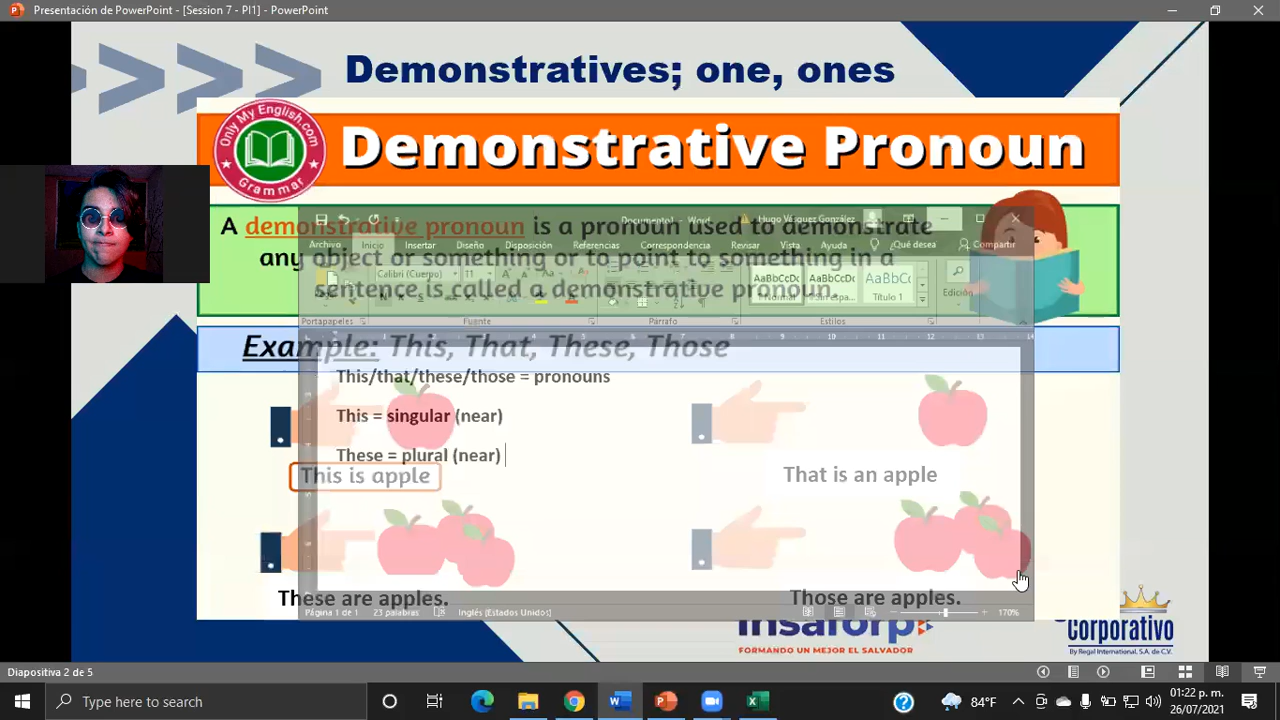 Presentación de PowerPoint - [Session 7 - PI1] - PowerPoint
Demonstratives; one, ones
OnlyMyEnglish.com
Grammar
Demonstrative Pronoun
A demonstrative pronoun is a pronoun used to demonstrate
any object or something or to point to something in a
sentence is called a demonstrative pronoun.
Documento1 - Word
Hugo Vásquez González
Archivo Inicio Insertar Diseño Disposición Referencias Correspondencia Revisar Vista Ayuda ¿Qué desea Compartir
Calibri (Cuerpo) 11
AaBbCcDc AaBbCcDc AaBbCc
Normal
Título 1
Edición
Portapapeles Fuente Párrafo Estilos
Example: This, That, These, Those
This/that/these/those = pronouns
This = singular (near)
These = plural (near)
This is apple
That is an apple
These are apples.
Those are apples.
Página 1 de 1 23 palabras Inglés (Estados Unidos) 170%
insaforp
FORMANDO UN MEJOR EL SALVADOR
Corporativo
By Regal International, S.A. de C.V.
Diapositiva 2 de 5
Type here to search
84°F
01:22 p. m.
26/07/2021